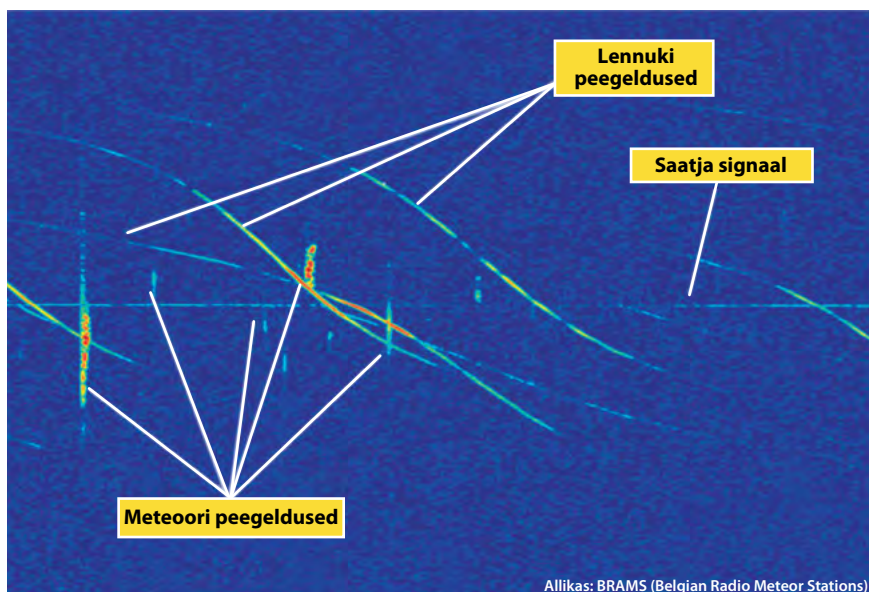 Lennuki
peegeldused
Saatja signaal
Meteoori peegeldused
Allikas: BRAMS (Belgian Radio Meteor Stations)